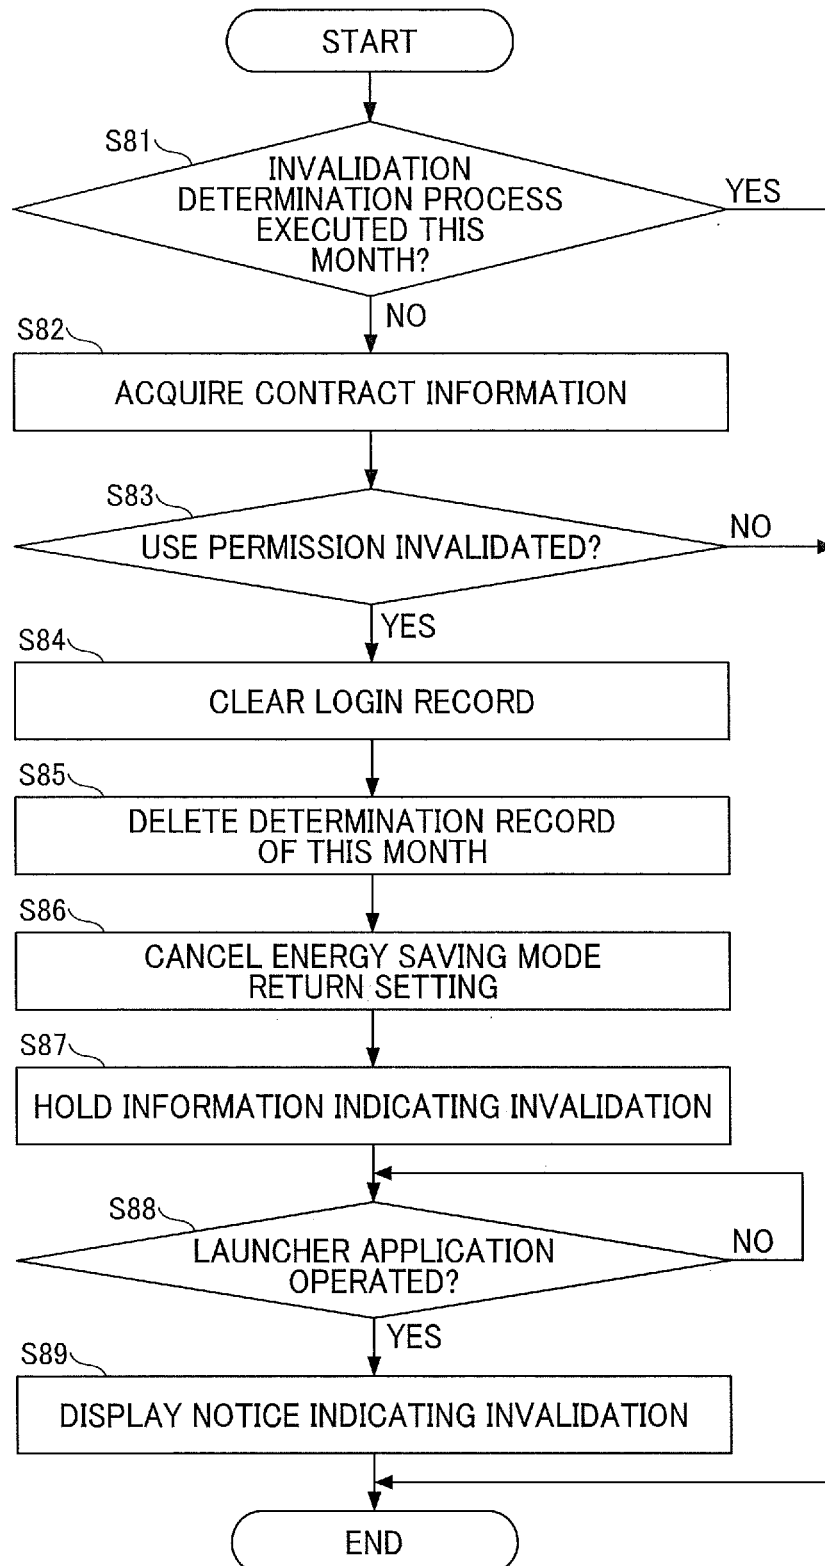 START
S81
INVALIDATION
DETERMINATION PROCESS
EXECUTED THIS
MONTH?
YES
NO
S82
ACQUIRE CONTRACT INFORMATION
S83
USE PERMISSION INVALIDATED?
NO
YES
S84
CLEAR LOGIN RECORD
S85
DELETE DETERMINATION RECORD
OF THIS MONTH
S86
CANCEL ENERGY SAVING MODE
RETURN SETTING
S87
HOLD INFORMATION INDICATING INVALIDATION
S88
LAUNCHER APPLICATION
OPERATED?
NO
YES
S89
DISPLAY NOTICE INDICATING INVALIDATION
END